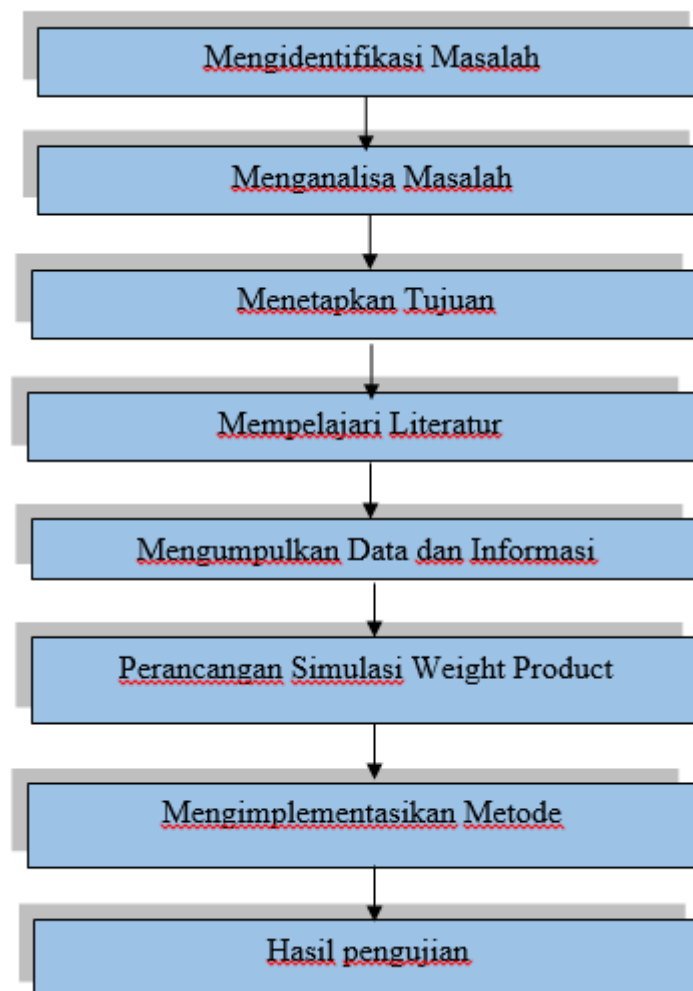 Mengidentifikasi Masalah
Menganalisa Masalah
Menetapkan Tujuan
Mempelajari Literatur
Mengumpulkan Data dan Informasi
Perancangan Simulasi Weight Product
Mengimplementasikan Metode
Hasil pengujian